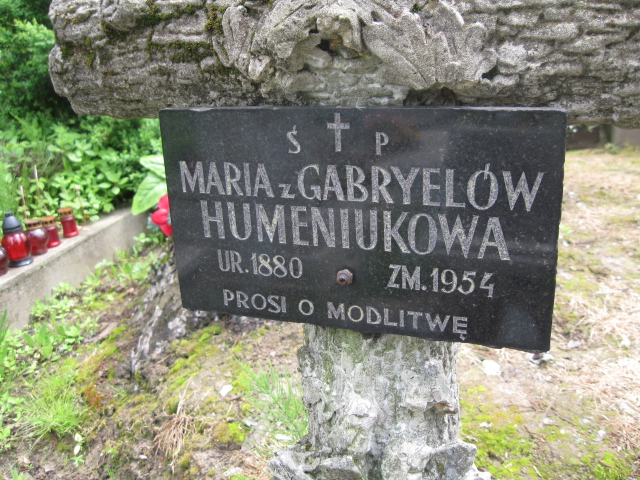 Ś P
MARIA z GABRYELÓW
HUMENIUKOWA
UR. 1880 ZM. 1954
PROSI O MODLITWĘ